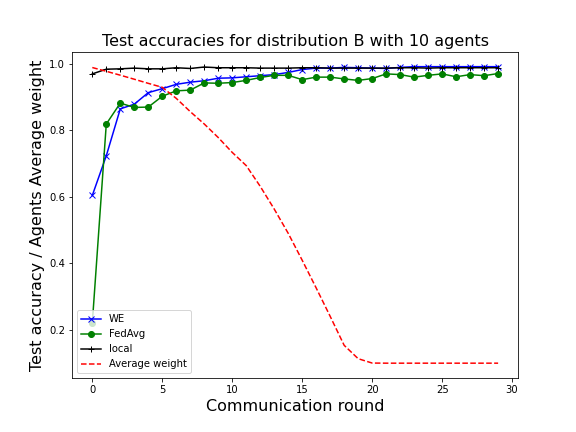 Test accuracies for distribution B with 10 agents
Test accuracy / Agents Average weight
1.0
0.8
0.6
0.4
0.2
WE
FedAvg
local
Average weight
0 5 10 15 20 25 30
Communication round